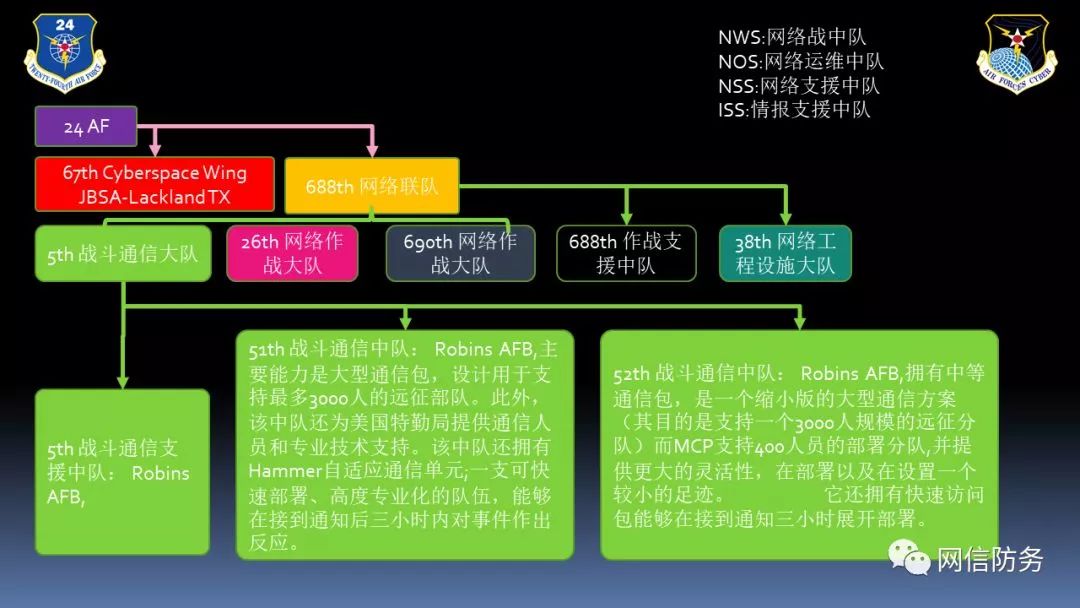 24
TWENTY-FOURTH AIR FORCE
NWS:网络战中队
NOS:网络运维中队
NSS:网络支援中队
ISS:情报支援中队
AIR FORCES CYBER
24 AF
67th Cyberspace Wing
JBSA-Lackland TX
688th 网络联队
5th 战斗通信大队
26th 网络作
战大队
690th 网络作
战大队
688th 作战支
援中队
38th 网络工
程设施大队
5th 战斗通信支
援中队： Robins
AFB,
51th 战斗通信中队： Robins AFB,主
要能力是大型通信包，设计用于支
持最多3000人的远征部队。此外，
该中队还为美国特勤局提供通信人
员和专业技术支持。该中队还拥有
Hammer自适应通信单元;一支可快
速部署、高度专业化的队伍，能够
在接到通知后三小时内对事件作出
反应。
52th 战斗通信中队： Robins AFB,拥有中等
通信包，是一个缩小版的大型通信方案
（其目的是支持一个3000人规模的远征分
队）而MCP支持400人员的部署分队,并提
供更大的灵活性，在部署以及在设置一个
较小的足迹。 它还拥有快速访问
包能够在接到通知三小时展开部署。
网信防务